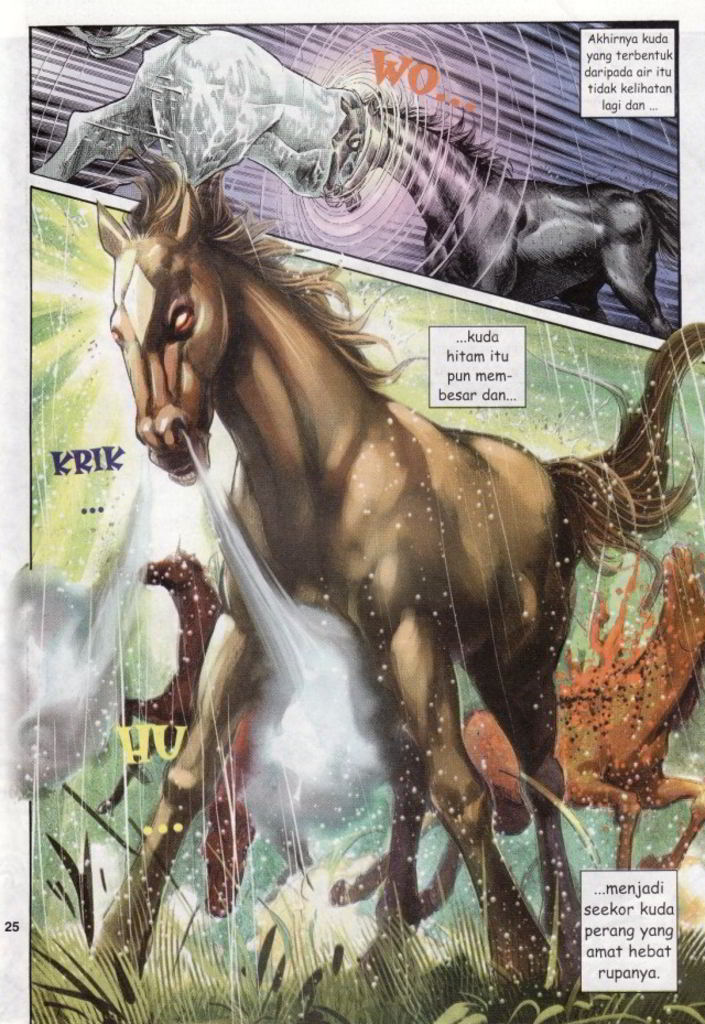 WO...
Akhirnya kuda
yang terbentuk
daripada air itu
tidak kelihatan
lagi dan ...
...kuda
hitam itu
pun mem-
besar dan...
KRIK
...
HU
...
...menjadi
seekor kuda
perang yang
amat hebat
rupanya.
25